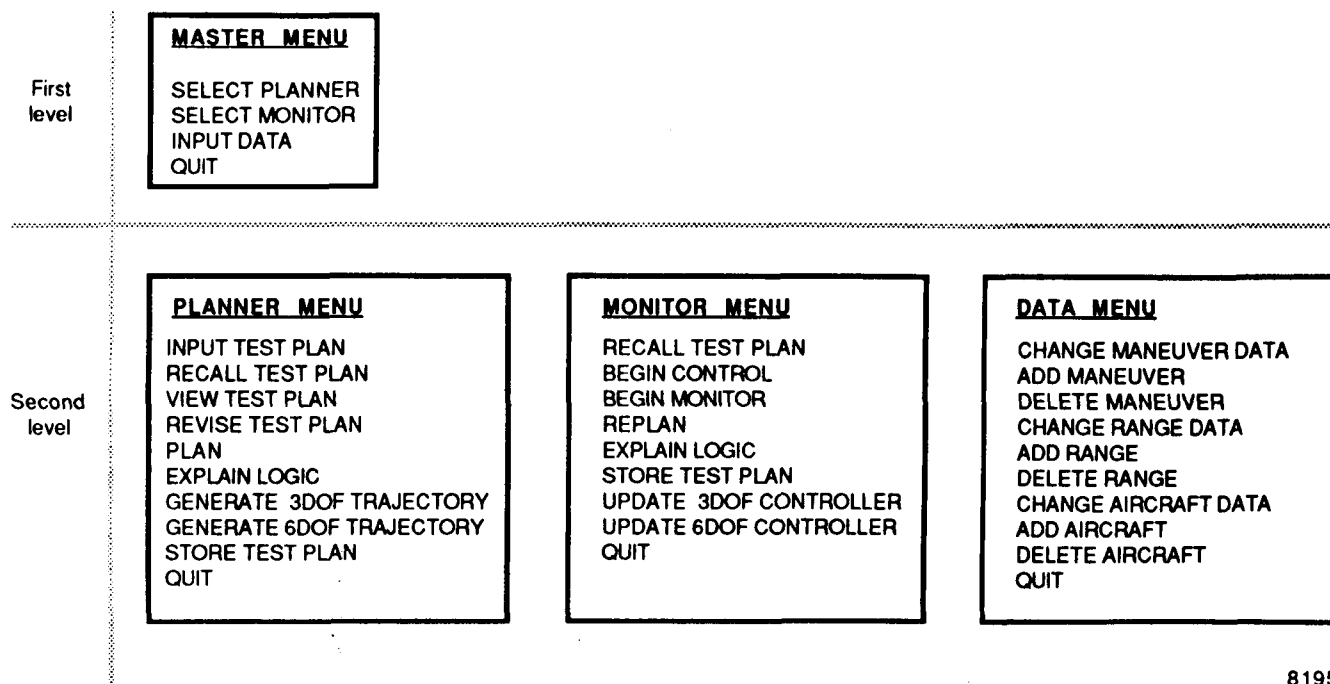 MASTER MENU
First level
SELECT PLANNER
SELECT MONITOR
INPUT DATA
QUIT
Second level
PLANNER MENU
INPUT TEST PLAN
RECALL TEST PLAN
VIEW TEST PLAN
REVISE TEST PLAN
PLAN
EXPLAIN LOGIC
GENERATE 3DOF TRAJECTORY
GENERATE 6DOF TRAJECTORY
STORE TEST PLAN
QUIT
MONITOR MENU
RECALL TEST PLAN
BEGIN CONTROL
BEGIN MONITOR
REPLAN
EXPLAIN LOGIC
STORE TEST PLAN
UPDATE 3DOF CONTROLLER
UPDATE 6DOF CONTROLLER
QUIT
DATA MENU
CHANGE MANEUVER DATA
ADD MANEUVER
DELETE MANEUVER
CHANGE RANGE DATA
ADD RANGE
DELETE RANGE
CHANGE AIRCRAFT DATA
ADD AIRCRAFT
DELETE AIRCRAFT
QUIT
8195